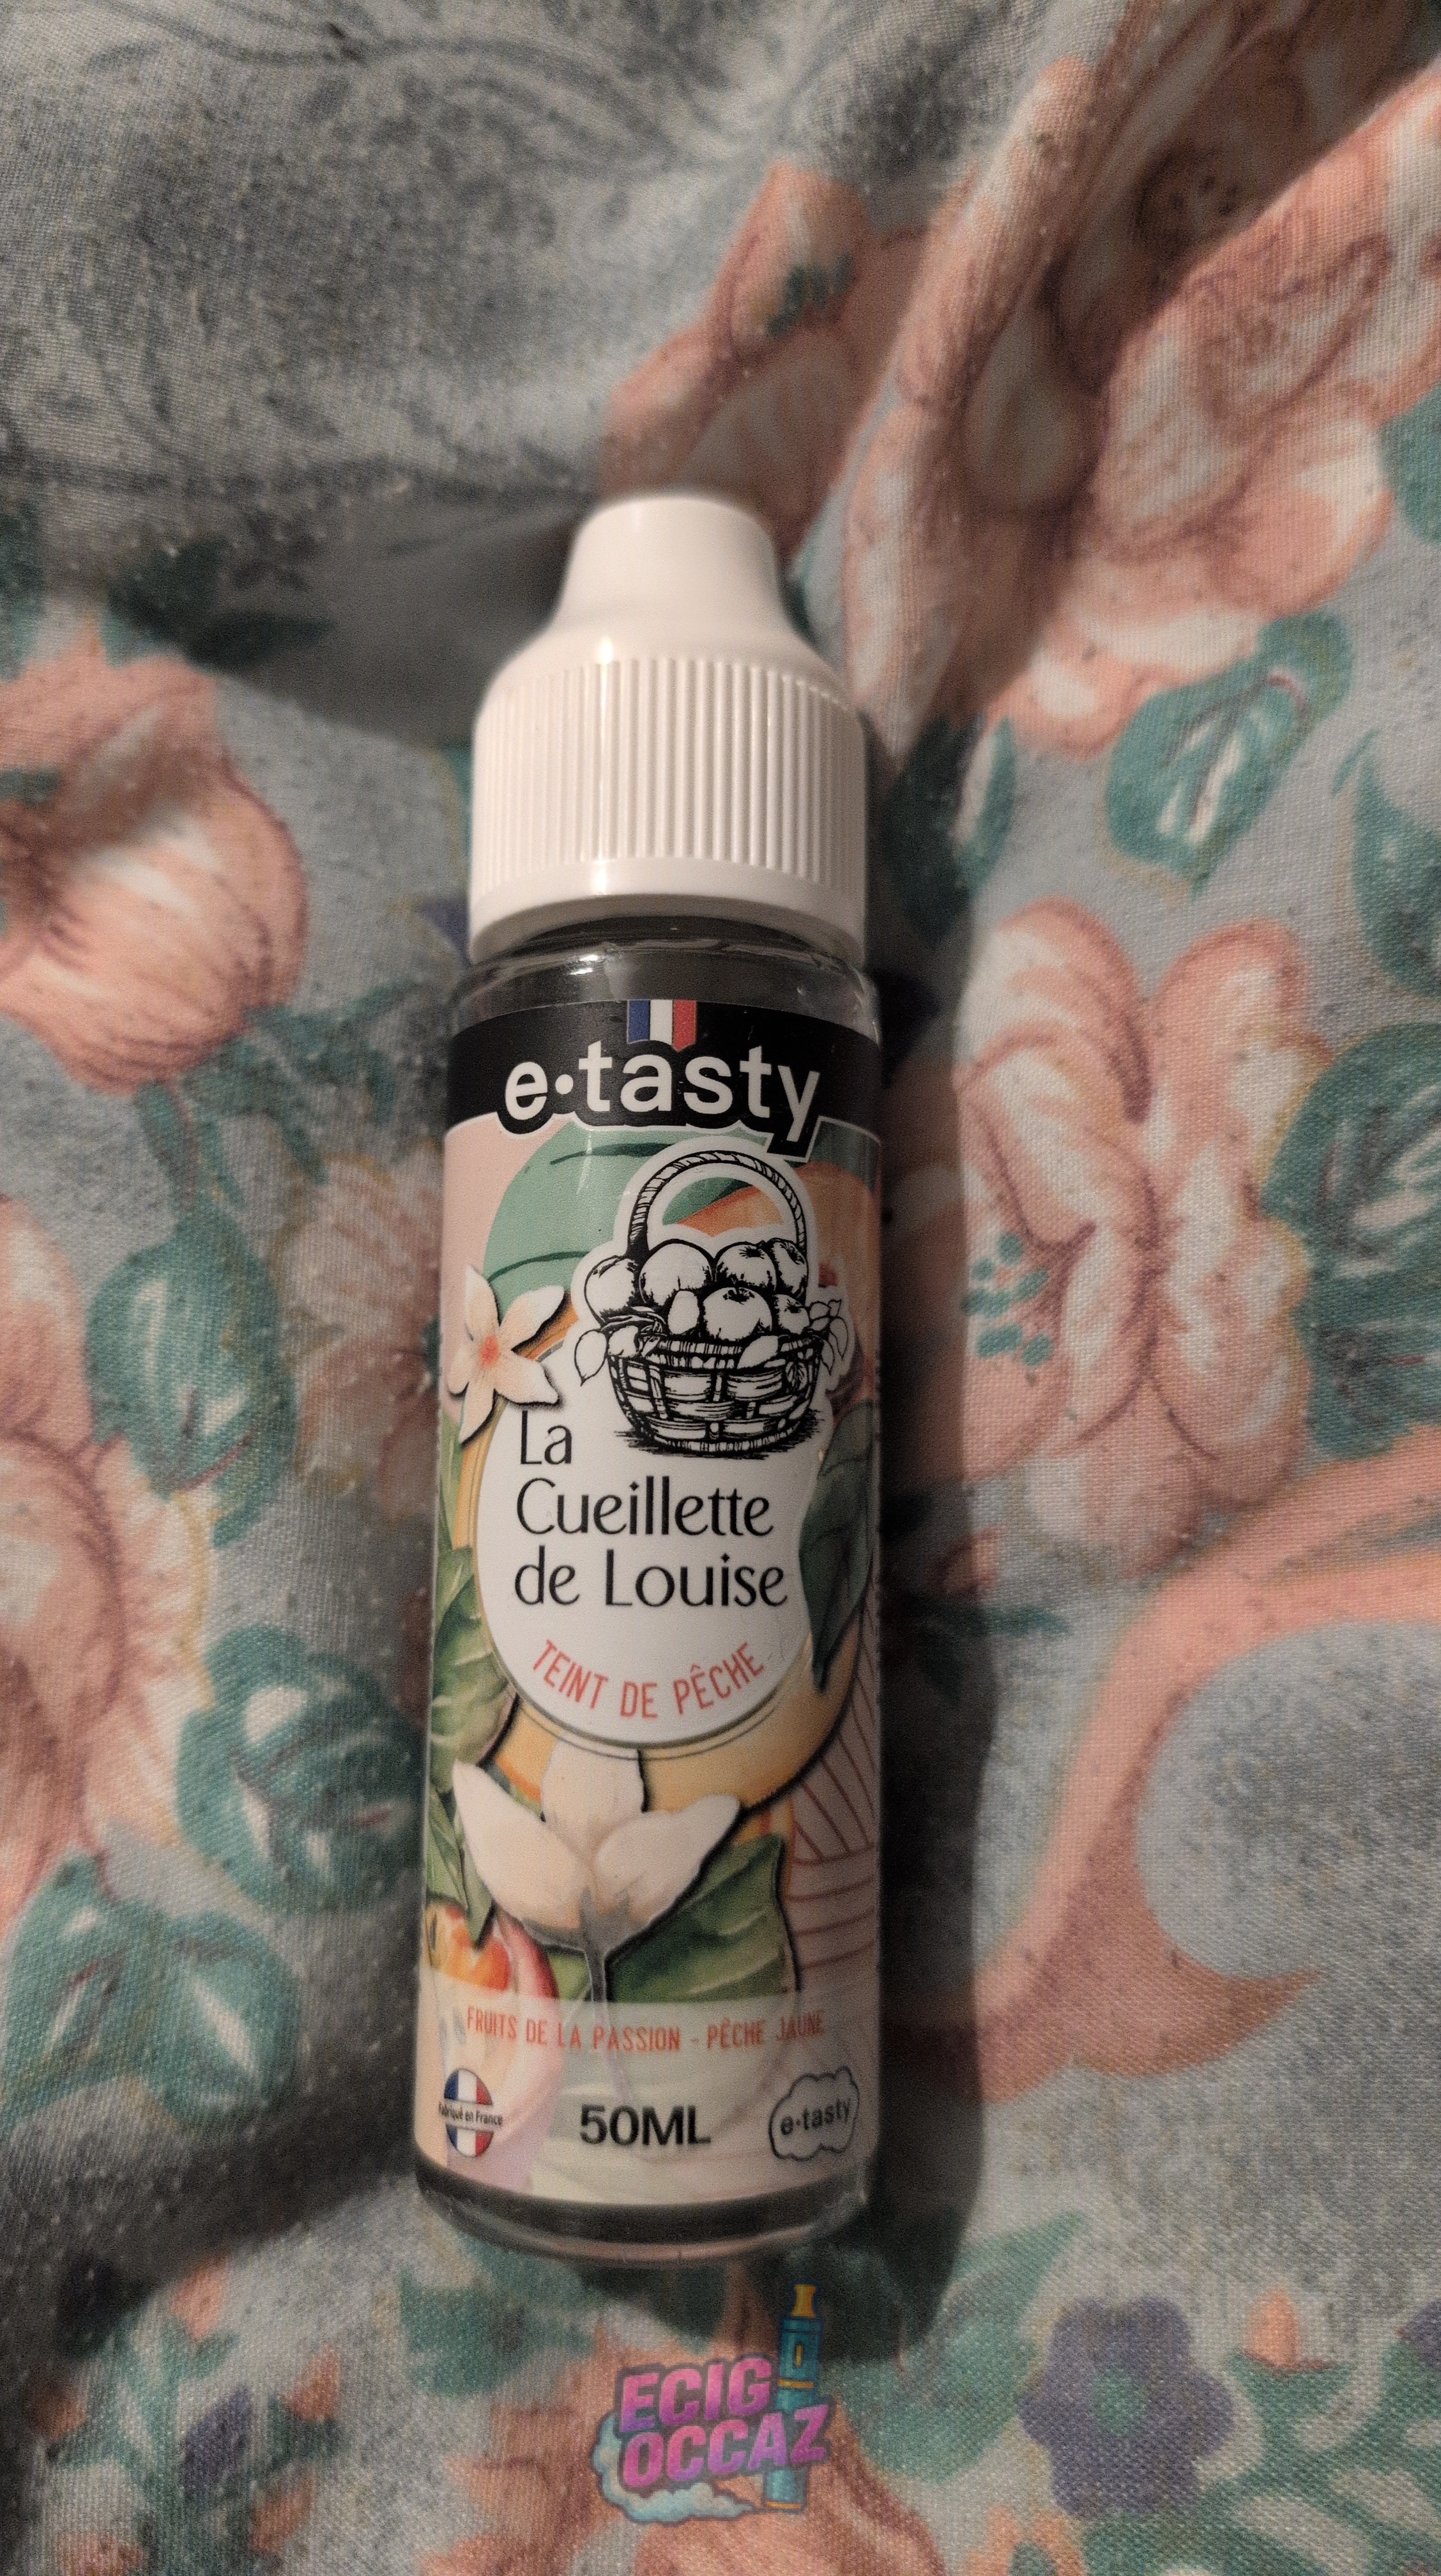 e•tasty
La
Cueillette
de Louise
TEINT DE PÊCHE
FRUITS DE LA PASSION - PÊCHE JAUNE
Fabriqué en France
50ML
e•tasty
ECIG
OCCAZ